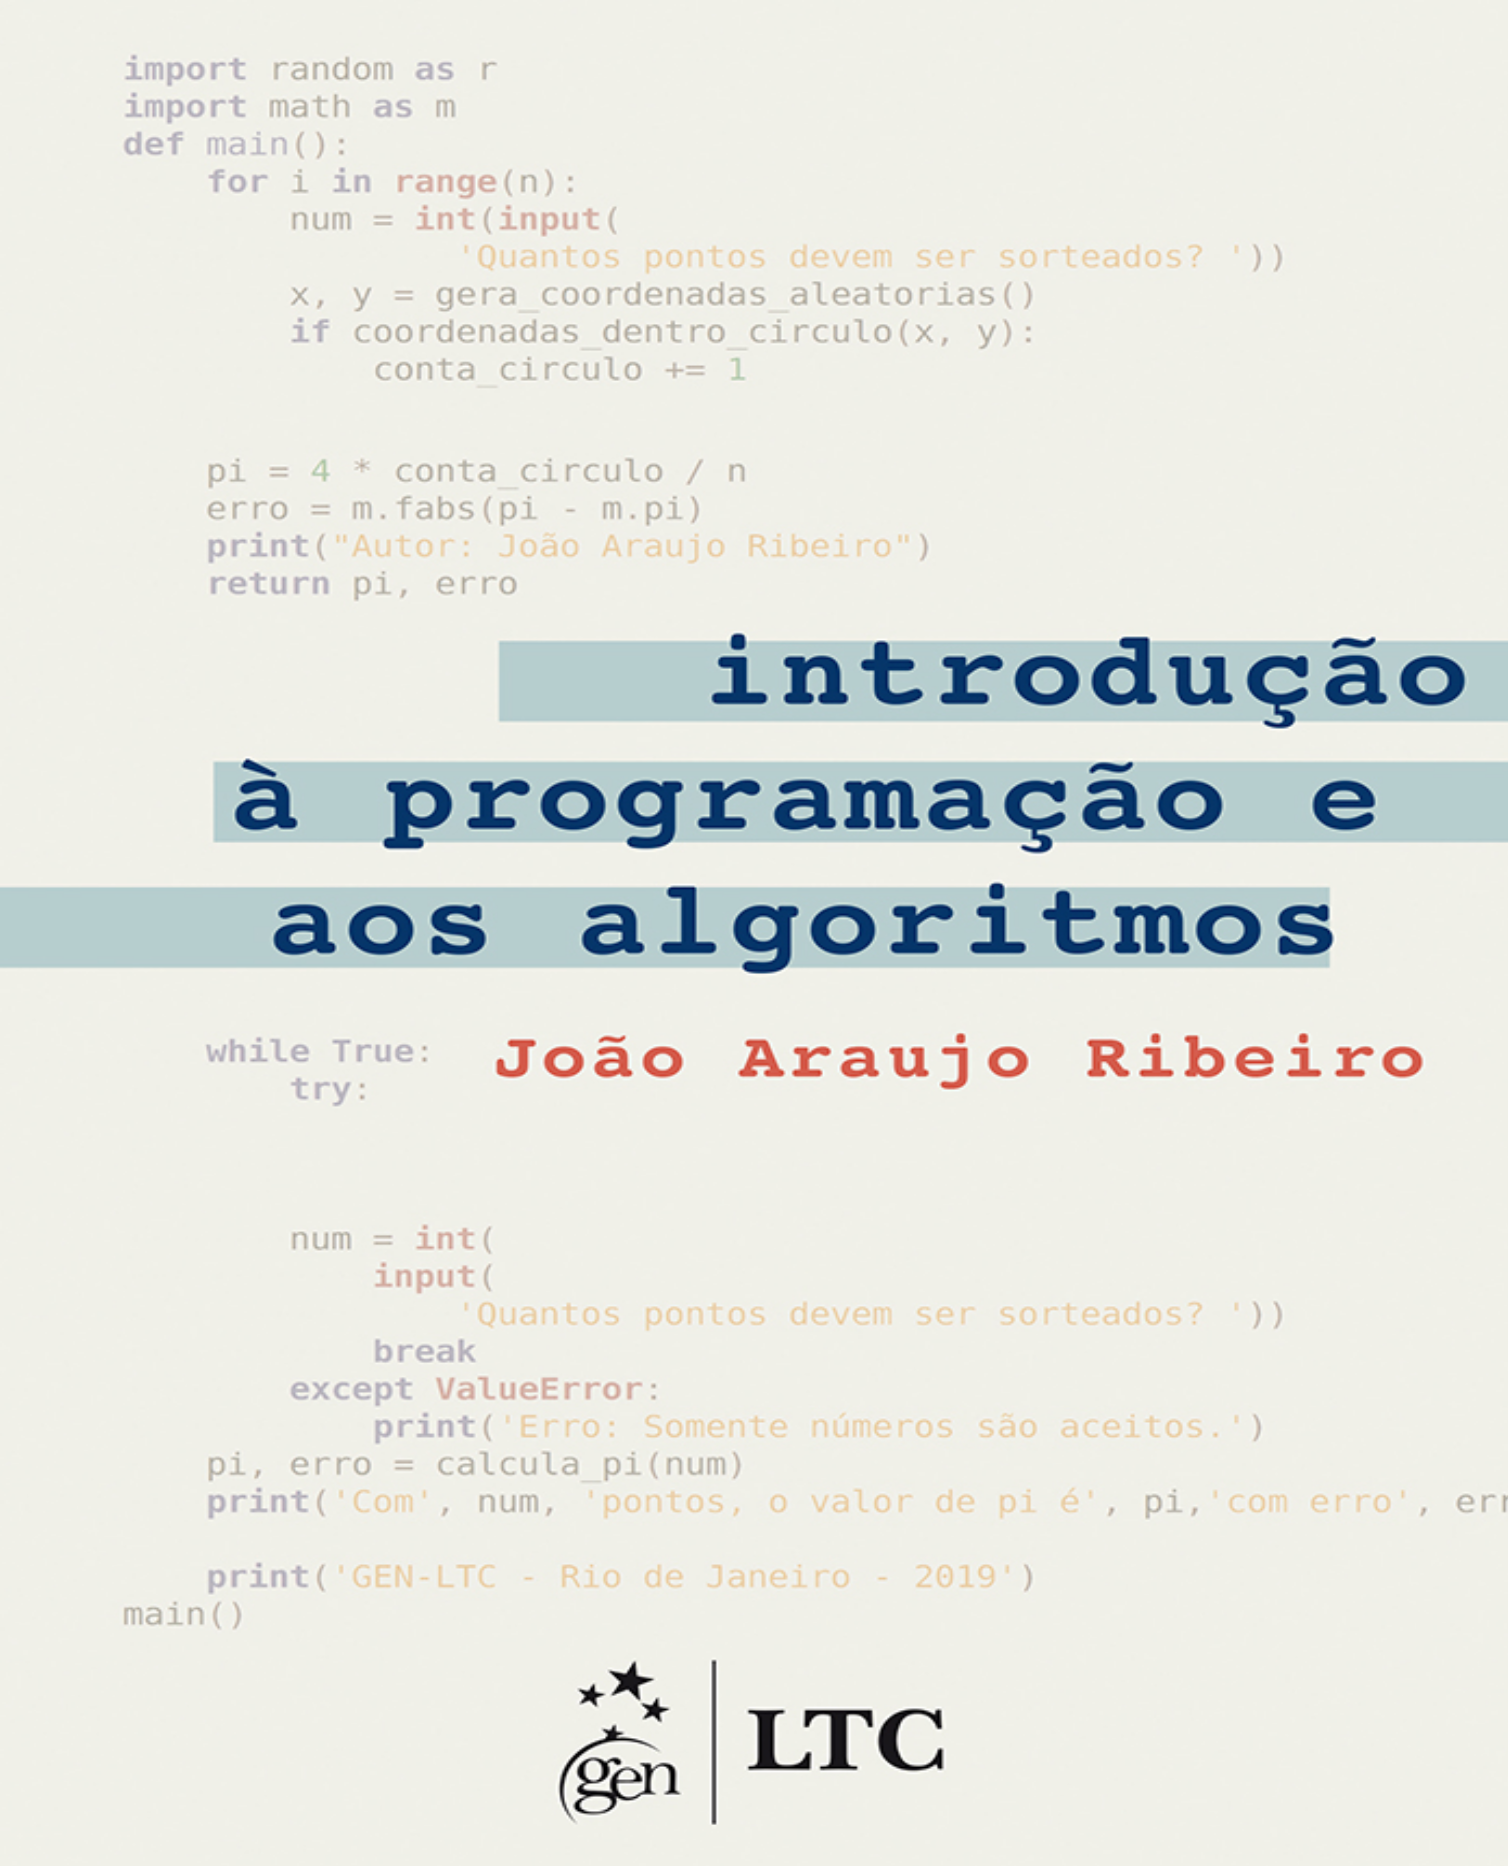 import random as r
import math as m
def main():
for i in range(n):
num = int(input(
'Quantos pontos devem ser sorteados? '))
x, y = gera_coordenadas_aleatorias()
if coordenadas_dentro_circulo(x, y):
conta_circulo += 1
pi = 4 * conta_circulo / n
erro = m.fabs(pi - m.pi)
print("Autor: João Araujo Ribeiro")
return pi, erro
introdução
à programação e
aos algoritmos
while True:
João Araujo Ribeiro
try:
num = int(
input(
'Quantos pontos devem ser sorteados? '))
break
except ValueError:
print('Erro: Somente números são aceitos.')
pi, erro = calcula_pi(num)
print('Com', num, 'pontos, o valor de pi é', pi,'com erro', err
print('GEN-LTC - Rio de Janeiro - 2019')
main()
gen
LTC